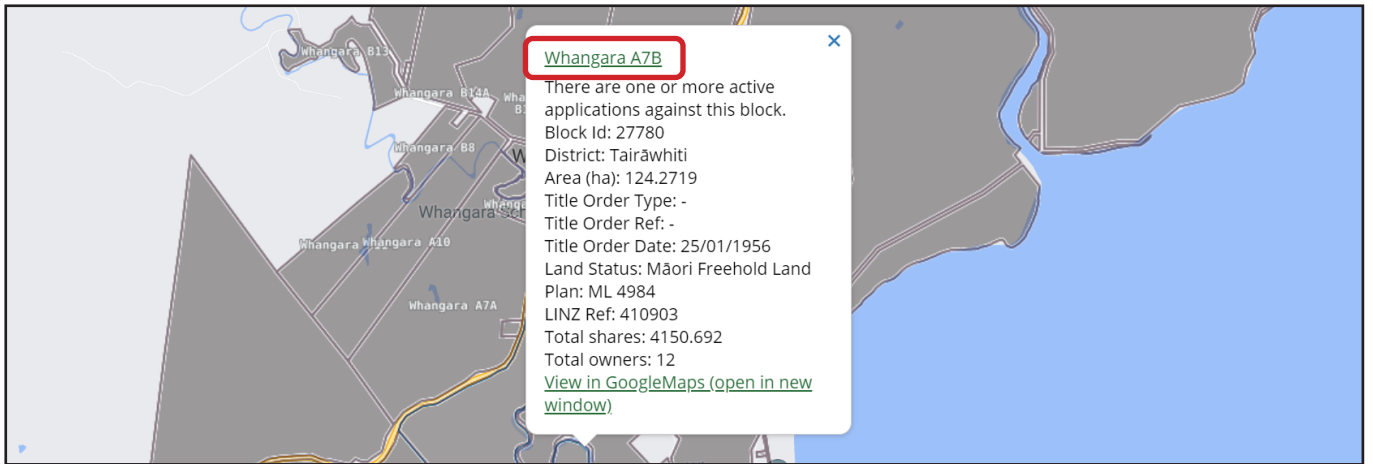 Whangara A7B
There are one or more active
applications against this block.
Block Id: 27780
District: Tairāwhiti
Area (ha): 124.2719
Title Order Type: -
Title Order Ref: -
Title Order Date: 25/01/1956
Land Status: Māori Freehold Land
Plan: ML 4984
LINZ Ref: 410903
Total shares: 4150.692
Total owners: 12
View in GoogleMaps (open in new
window)
Whangara B13
Whangara B14A
Whangara B8
Whangara
Whangara
Whangara A10
Whangara A7A